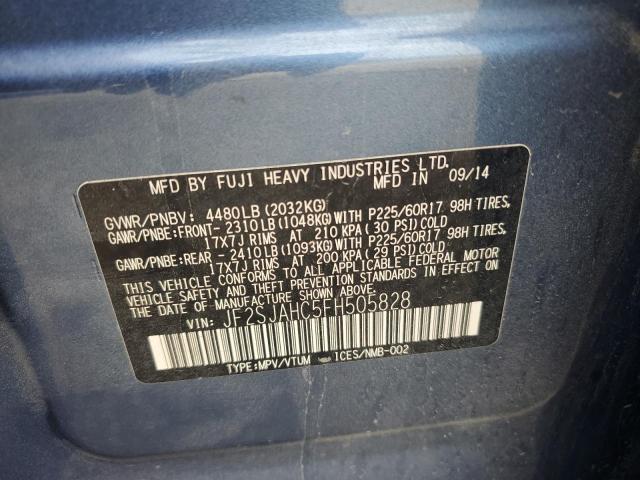 MFD BY FUJI HEAVY INDUSTRIES LTD.
MFD IN 09/14
GVWR/PNBV: 4480LB(2032KG)
GAWR/PNBE:FRONT- 2310LB(1048KG)WITH P225/60R17 98H TIRES,
17X7J RIMS AT 210 KPA (30 PSI)COLD
GAWR/PNBE:REAR - 2410LB(1093KG)WITH P225/60R17 98H TIRES,
17X7J RIMS AT 200 KPA (29 PSI)COLD
THIS VEHICLE CONFORMS TO ALL APPLICABLE FEDERAL MOTOR
VEHICLE SAFETY AND THEFT PREVENTION STANDARDS IN EFFECT ON
THE DATE OF MANUFACTURE SHOWN ABOVE.
VIN: JF2SJAHC5FH505828
TYPE:MPV/VTUM ICES/NMB-002